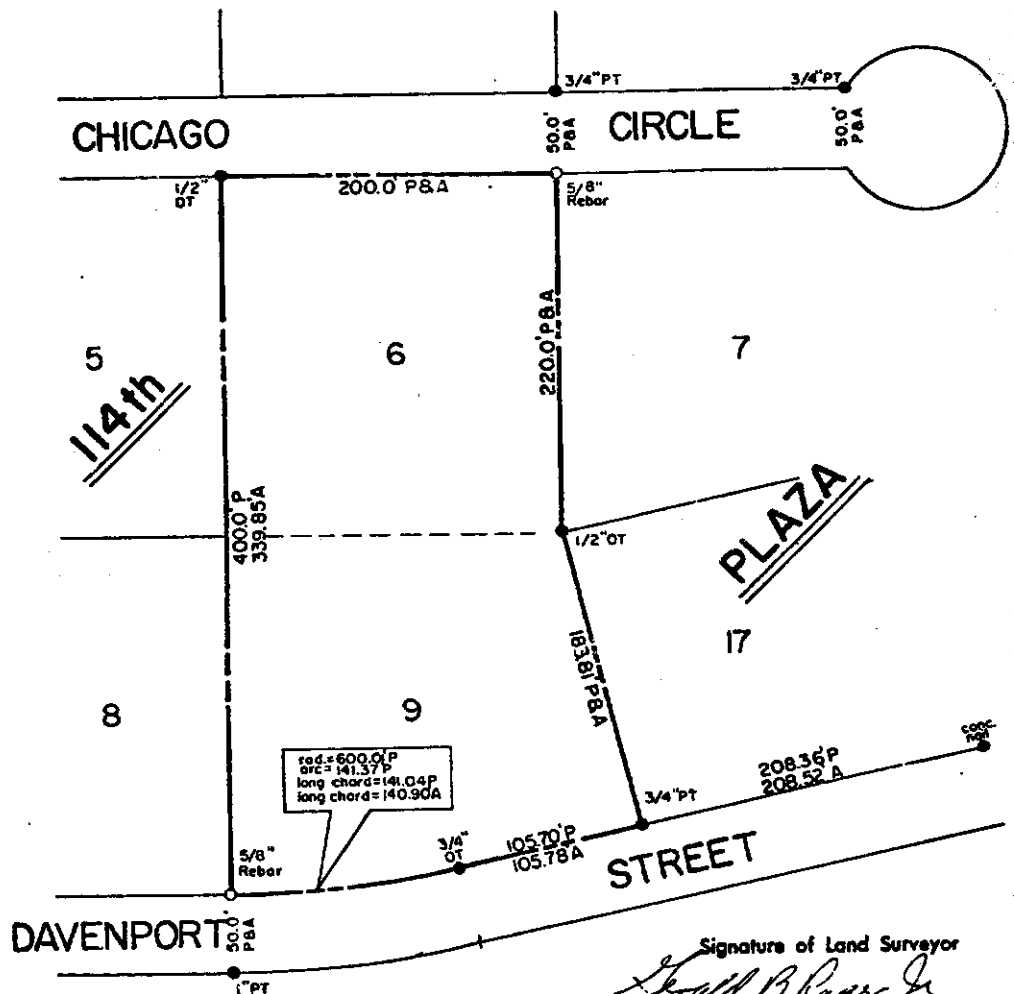 3/4"PT
3/4"PT
CHICAGO
50.0'
P&A
CIRCLE
50.0'
P&A
1/2"
OT
200.0' P&A
5/8"
Rebar
220.0' P&A
5
6
7
114th
400.0' P
339.85'A
1/2"OT
PLAZA
183.81' P&A
17
8
9
rad.=600.0'P
arc=141.37'P
long chord=141.04P
long chord=140.90A
conc.
208.36'P
208.52'A
3/4"PT
3/4"
OT
105.70'P
105.78'A
5/8"
Rebar
STREET
DAVENPORT
50.0'
P&A
1"PT
Signature of Land Surveyor